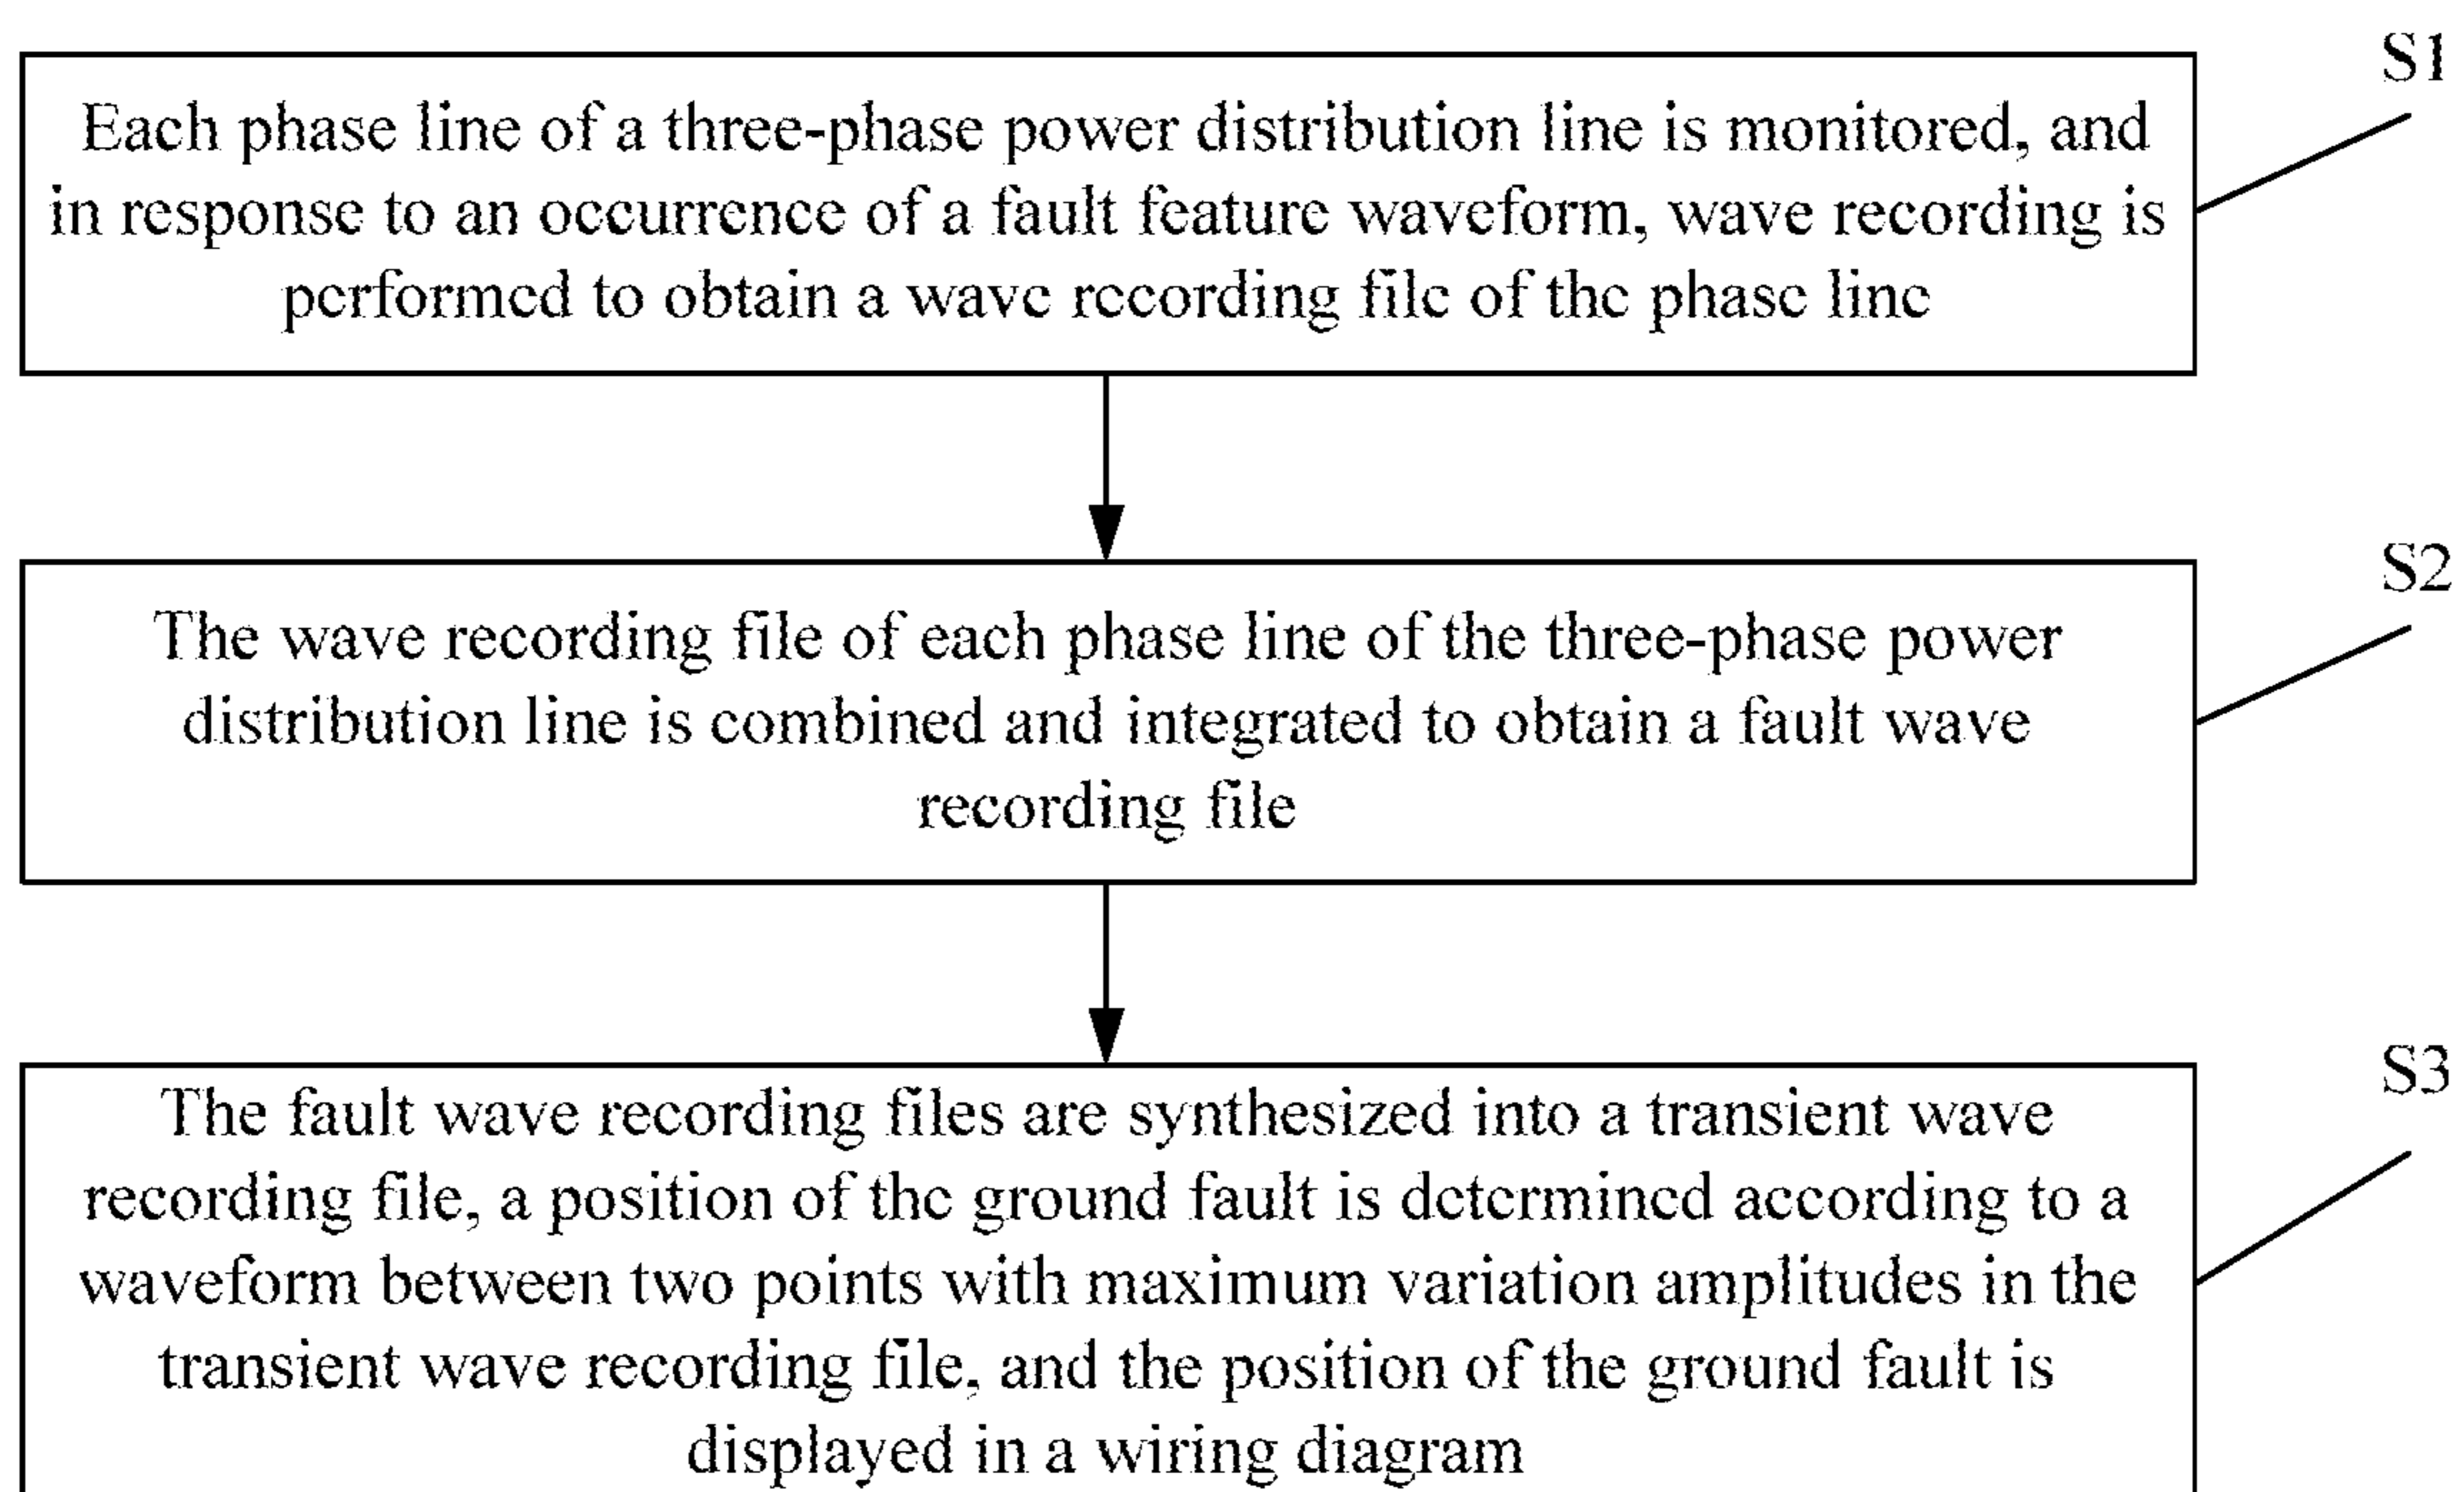 S1
Each phase line of a three-phase power distribution line is monitored, and
in response to an occurrence of a fault feature waveform, wave recording is
performed to obtain a wave recording file of the phase line
S2
The wave recording file of each phase line of the three-phase power
distribution line is combined and integrated to obtain a fault wave
recording file
S3
The fault wave recording files are synthesized into a transient wave
recording file, a position of the ground fault is determined according to a
waveform between two points with maximum variation amplitudes in the
transient wave recording file, and the position of the ground fault is
displayed in a wiring diagram